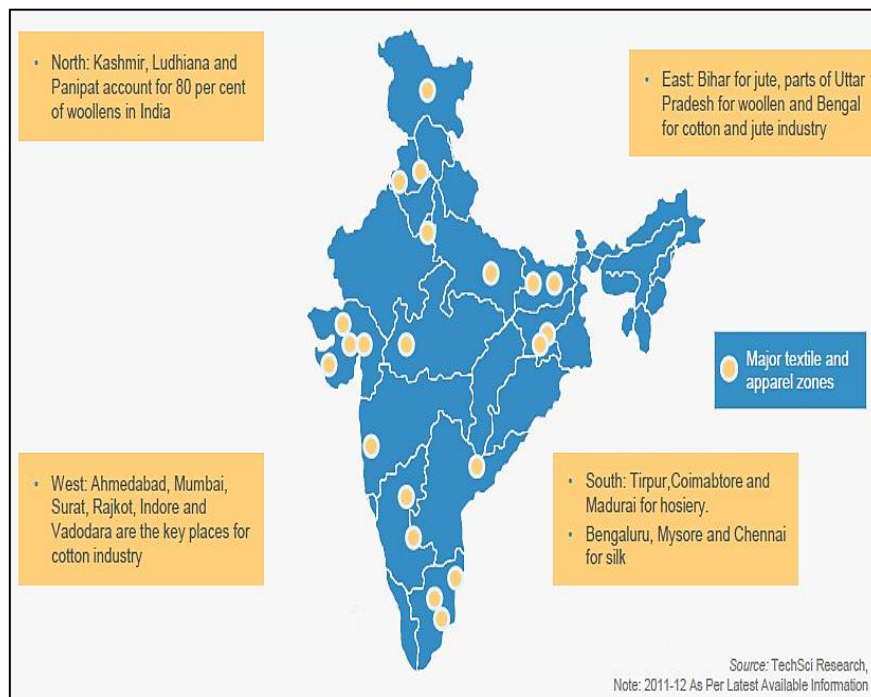 • North: Kashmir, Ludhiana and
Panipat account for 80 per cent
of woollens in India
• East: Bihar for jute, parts of Uttar
Pradesh for woollen and Bengal
for cotton and jute industry
Major textile and
apparel zones
• West: Ahmedabad, Mumbai,
Surat, Rajkot, Indore and
Vadodara are the key places for
cotton industry
• South: Tirpur,Coimabtore and
Madurai for hosiery.
• Bengaluru, Mysore and Chennai
for silk
Source: TechSci Research,
Note: 2011-12 As Per Latest Available Information